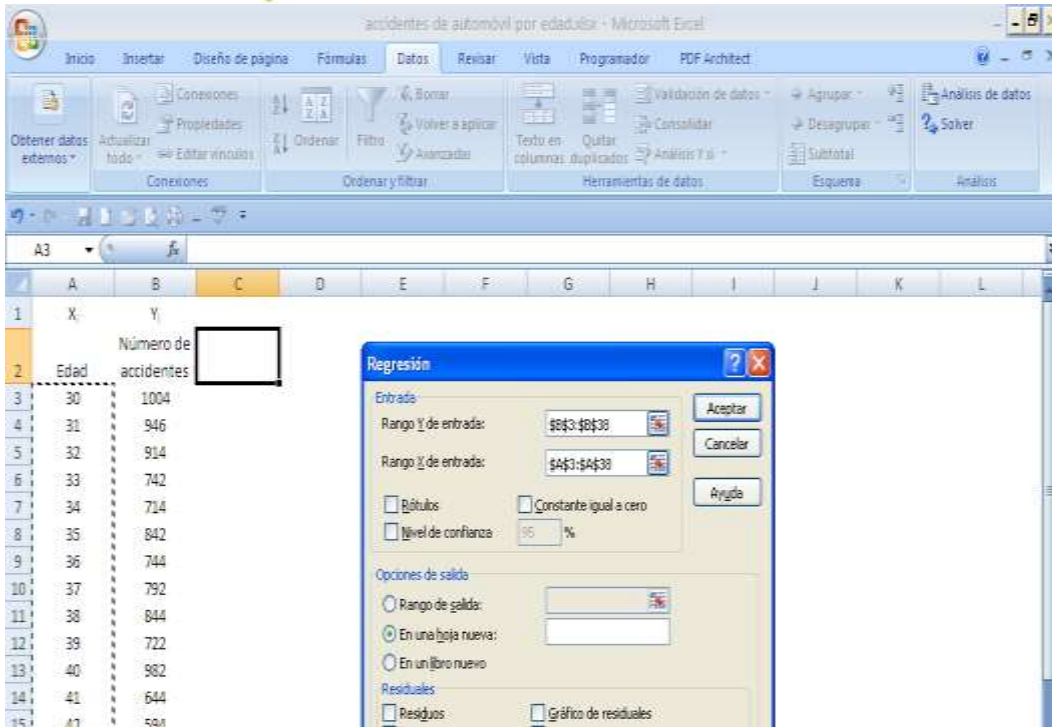 accidentes de automóvil por edad.xlsx - Microsoft Excel
Inicio Insertar Diseño de página Fórmulas Datos Revisar Vista Programador PDF Architect
Obtener datos externos
Actualizar todo
Conexiones
Propiedades
Editar vínculos
Conexiones
Ordenar
Filtro
Borrar
Volver a aplicar
Avanzadas
Ordenar y filtrar
Texto en columnas
Quitar duplicados
Validación de datos
Consolidar
Análisis Y si
Herramientas de datos
Agrupar
Desagrupar
Subtotal
Esquema
Análisis de datos
Solver
Análisis
A3 fx
A B C D E F G H I J K L
1 X Y
Número de
2 Edad accidentes
3 30 1004
4 31 946
5 32 914
6 33 742
7 34 714
8 35 842
9 36 744
10 37 792
11 38 844
12 39 722
13 40 982
14 41 644
15 42 594
Regresión
Entrada
Rango Y de entrada: $B$3:$B$38
Rango X de entrada: $A$3:$A$38
Rótulos Constante igual a cero
Nivel de confianza 95 %
Aceptar
Cancelar
Ayuda
Opciones de salida
Rango de salida:
En una hoja nueva:
En un libro nuevo
Residuales
Residuos Gráfico de residuales